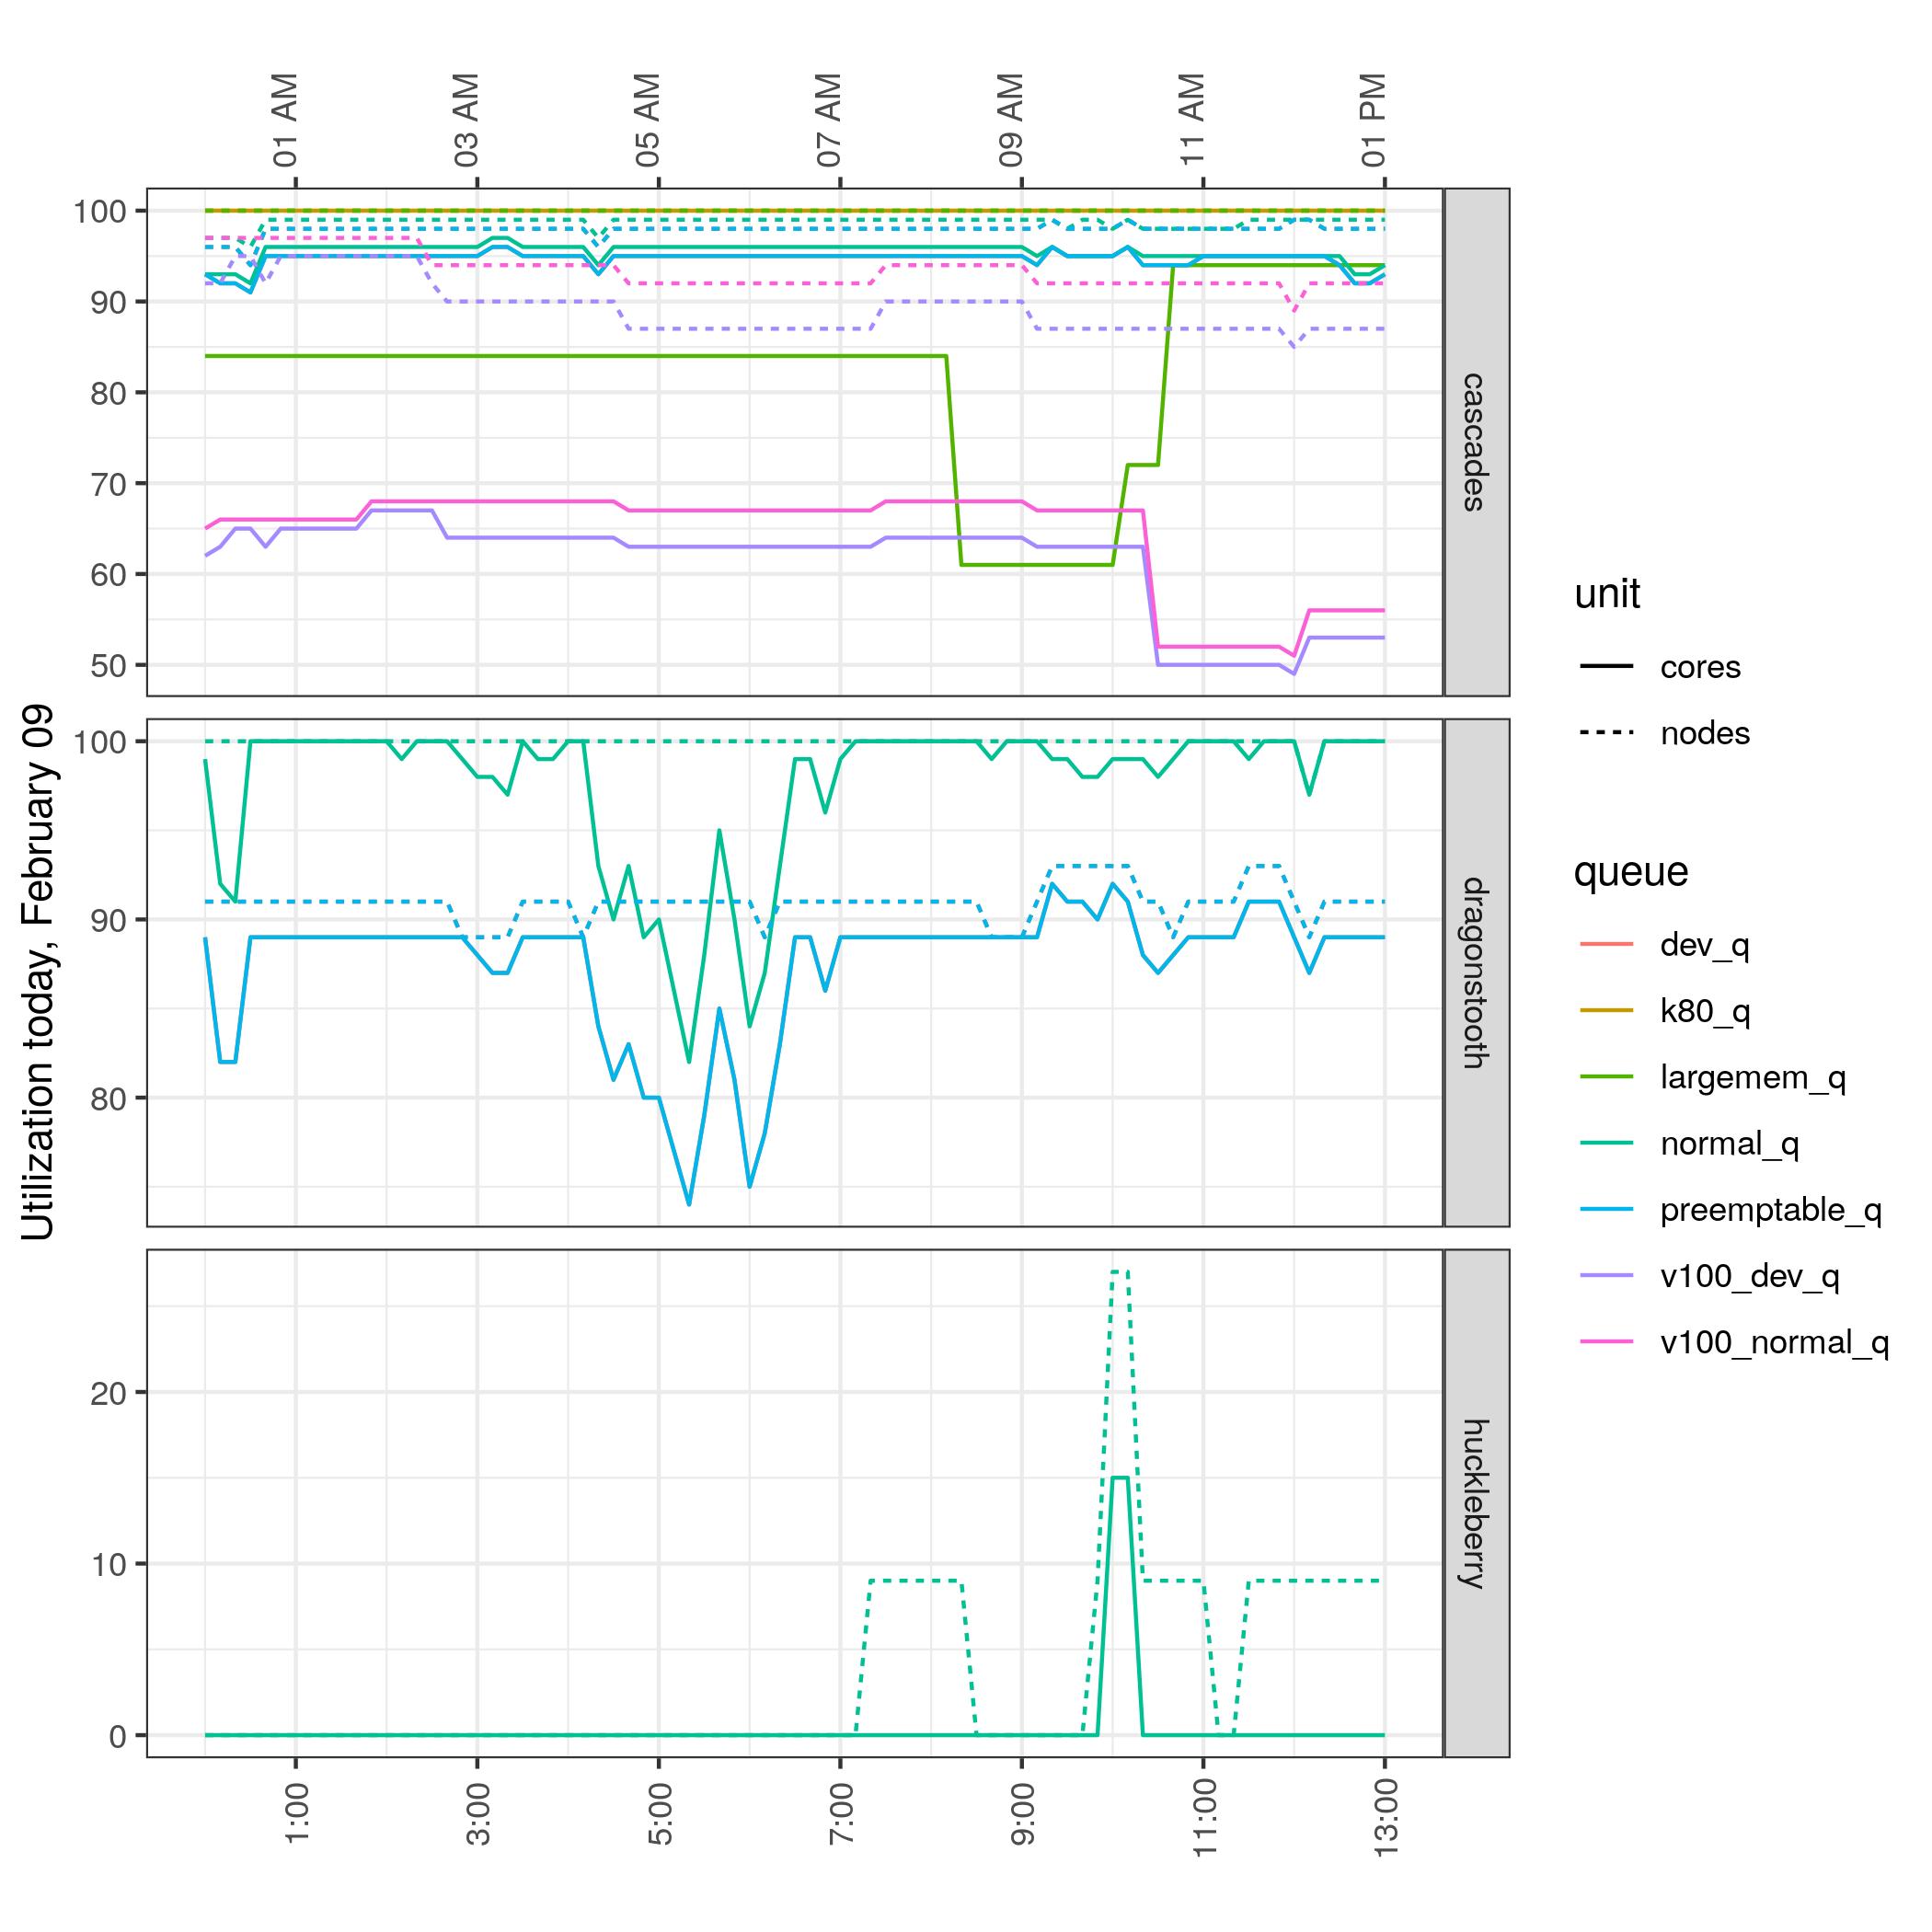 01 AM
03 AM
05 AM
07 AM
09 AM
11 AM
01 PM
100
90
80
70
60
50
cascades
100
90
80
dragonstooth
20
10
0
huckleberry
1:00
3:00
5:00
7:00
9:00
11:00
13:00
Utilization today, February 09
unit
cores
nodes
queue
dev_q
k80_q
largemem_q
normal_q
preemptable_q
v100_dev_q
v100_normal_q